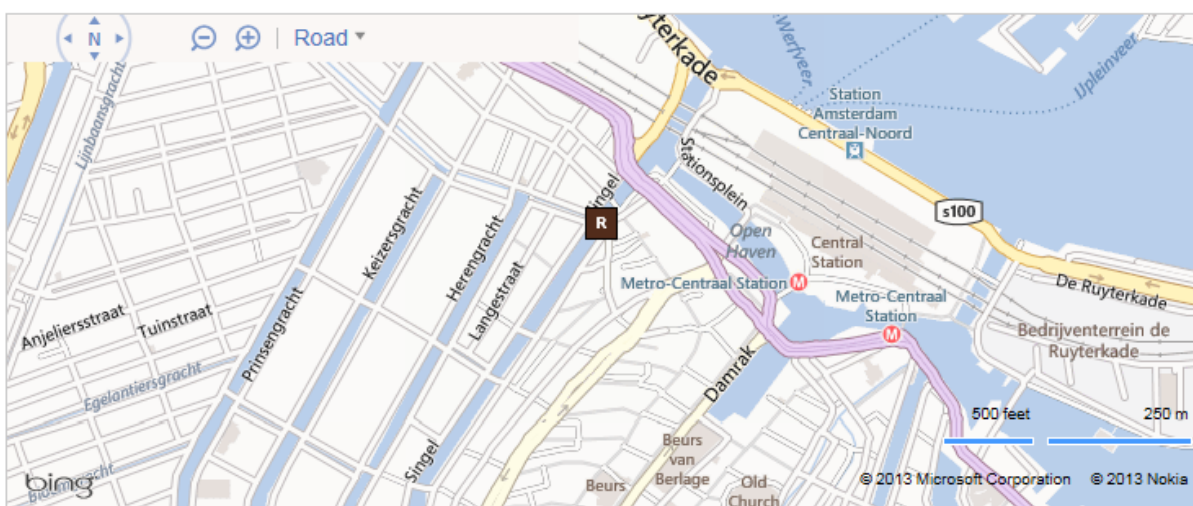 N
Road
yterkade
Werfveer
IJpleinveer
Lijnbaansgracht
Station
Amsterdam
Centraal-Noord
Stationsplein
s100
Singel
R
Open
Haven
Central
Station
Keizersgracht
Herengracht
Langestraat
Metro-Centraal Station
M
De Ruyterkade
Metro-Centraal
Station
M
Anjeliersstraat
Tuinstraat
Prinsengracht
Bedrijventerrein de
Ruyterkade
Egelantiersgracht
Damrak
500 feet
250 m
Singel
Beurs
van
Berlage
bing
Beurs
Old
Church
© 2013 Microsoft Corporation
© 2013 Nokia